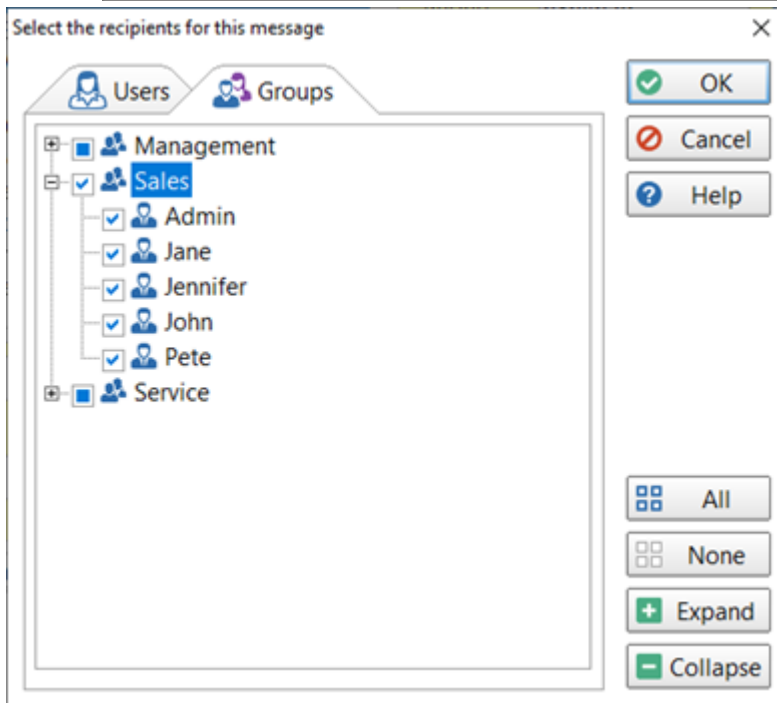 Select the recipients for this message
Users
Groups
Management
Sales
Admin
Jane
Jennifer
John
Pete
Service
OK
Cancel
Help
All
None
Expand
Collapse